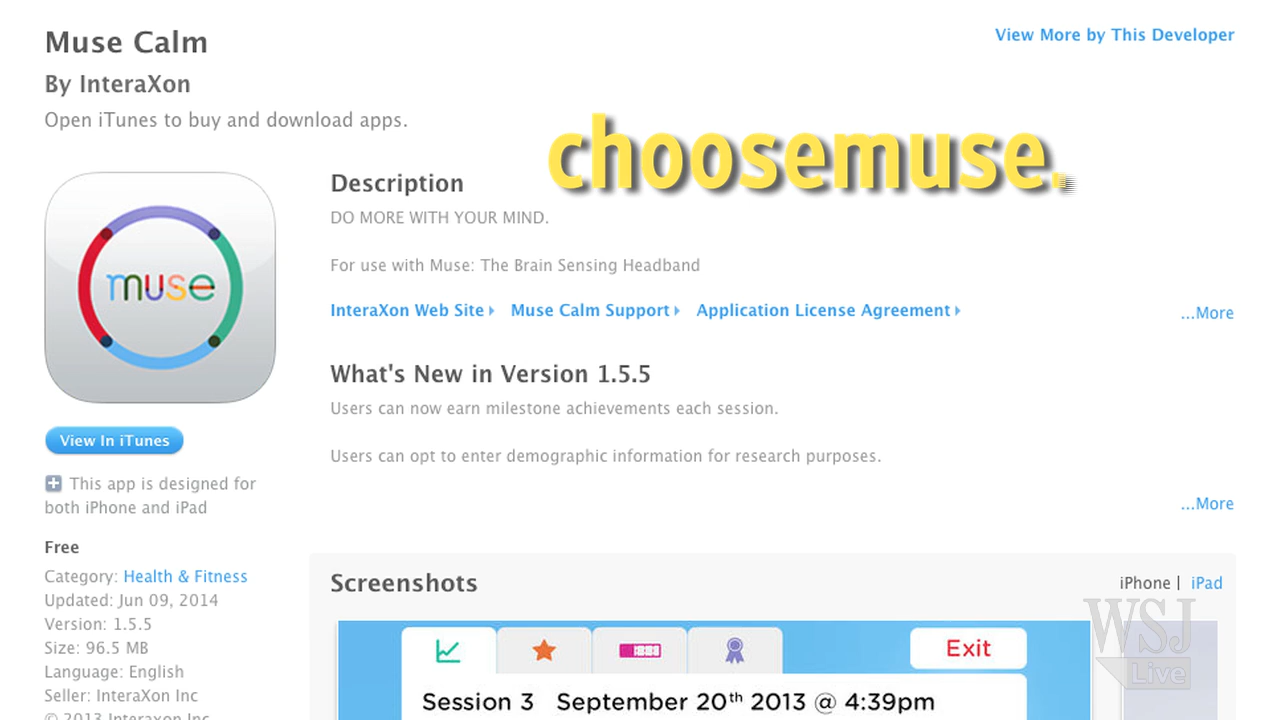 Muse Calm
View More by This Developer
By InteraXon
Open iTunes to buy and download apps.
choosemuse.
Description
DO MORE WITH YOUR MIND.
For use with Muse: The Brain Sensing Headband
InteraXon Web Site
Muse Calm Support
Application License Agreement
...More
muse
What's New in Version 1.5.5
Users can now earn milestone achievements each session.
Users can opt to enter demographic information for research purposes.
...More
View In iTunes
This app is designed for
both iPhone and iPad
Free
Category: Health & Fitness
Updated: Jun 09, 2014
Version: 1.5.5
Size: 96.5 MB
Language: English
Seller: InteraXon Inc
© 2013 Interaxon Inc
Screenshots
iPhone | iPad
Exit
Session 3 September 20th 2013 @ 4:39pm
WSJ
Live